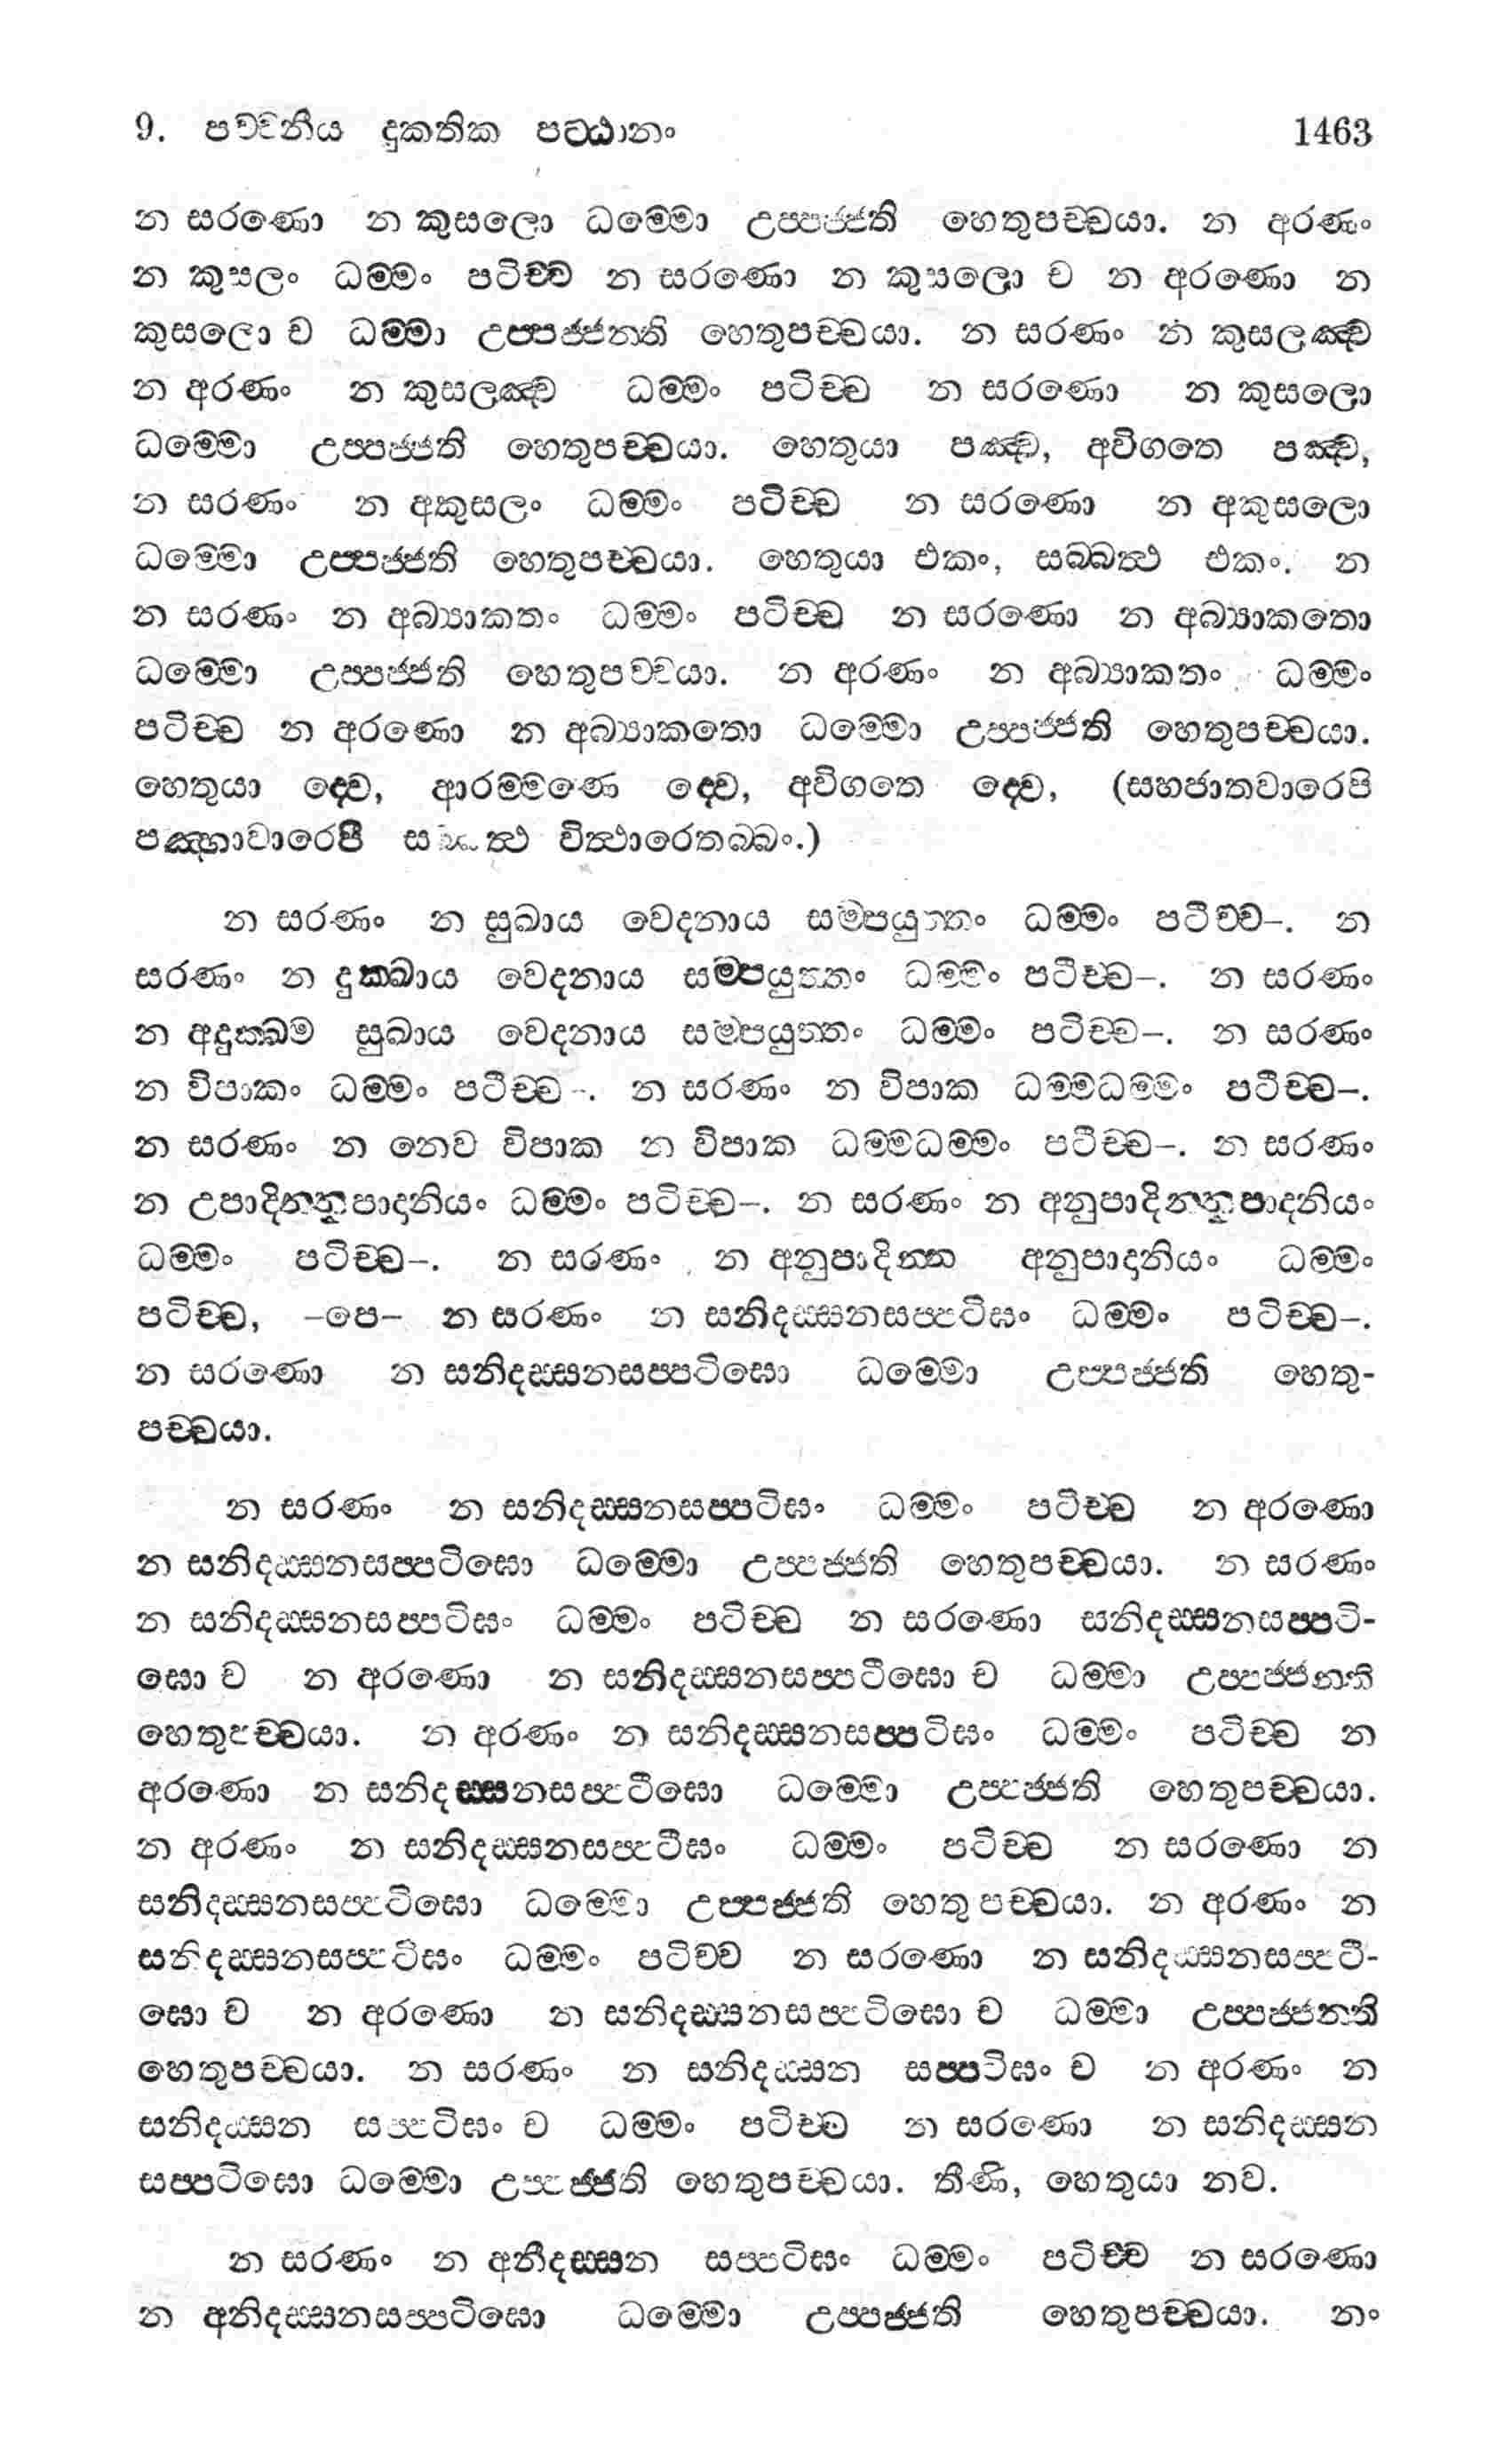 9. පච්චනීය දුකතික පට්ඨානං 1463
න සරණො න කුසලො ධම්මො උප්පජ්ජති හෙතුපච්චයා. න අරණං
න කුසලං ධම්මං පටිච්ච න සරණො න කුසලො ච න අරණො න
කුසලො ච ධම්මා උප්පජ්ජන්ති හෙතුපච්චයා. න සරණං න කුසලඤ්ච
න අරණං න කුසලඤ්ච ධම්මං පටිච්ච න සරණො න කුසලො
ධම්මො උප්පජ්ජති හෙතුපච්චයා. හෙතුයා පඤ්ච, අවිගතෙ පඤ්ච,
න සරණං න අකුසලං ධම්මං පටිච්ච න සරණො න අකුසලො
ධම්මො උප්පජ්ජති හෙතුපච්චයා. හෙතුයා එකං, සබ්බත්ථ එකං. න
න සරණං න අබ්‍යාකතං ධම්මං පටිච්ච න සරණො න අබ්‍යාකතො
ධම්මො උප්පජ්ජති හෙතුපච්චයා. න අරණං න අබ්‍යාකතං ධම්මං
පටිච්ච න අරණො න අබ්‍යාකතො ධම්මො උප්පජ්ජති හෙතුපච්චයා.
හෙතුයා ද්වෙ, ආරම්මණෙ ද්වෙ, අවිගතෙ ද්වෙ, (සහජාතවාරෙපි
පඤ්හාවාරෙපි සබ්බත්ථ විත්ථාරෙතබ්බං.)
න සරණං න සුඛාය වෙදනාය සම්පයුත්තං ධම්මං පටිච්ච–. න
සරණං න දුක්ඛාය වෙදනාය සම්පයුත්තං ධම්මං පටිච්ච–. න සරණං
න අදුක්ඛම සුඛාය වෙදනාය සම්පයුත්තං ධම්මං පටිච්ච–. න සරණං
න විපාකං ධම්මං පටිච්ච–. න සරණං න විපාක ධම්මධම්මං පටිච්ච–.
න සරණං න නෙව විපාක න විපාක ධම්මධම්මං පටිච්ච–. න සරණං
න උපාදින්නුපාදානියං ධම්මං පටිච්ච–. න සරණං න අනුපාදින්නුපාදනියං
ධම්මං පටිච්ච–. න සරණං න අනුපාදින්න අනුපාදානියං ධම්මං
පටිච්ච, –පෙ– න සරණං න සනිදස්සනසප්පටිඝං ධම්මං පටිච්ච–.
න සරණො න සනිදස්සනසප්පටිඝො ධම්මො උප්පජ්ජති හෙතු-
පච්චයා.
න සරණං න සනිදස්සනසප්පටිඝං ධම්මං පටිච්ච න අරණො
න සනිදස්සනසප්පටිඝො ධම්මො උප්පජ්ජති හෙතුපච්චයා. න සරණං
න සනිදස්සනසප්පටිඝං ධම්මං පටිච්ච න සරණො සනිදස්සනසප්පටි-
ඝො ච න අරණො න සනිදස්සනසප්පටිඝො ච ධම්මා උප්පජ්ජන්ති
හෙතුපච්චයා. න අරණං න සනිදස්සනසප්පටිඝං ධම්මං පටිච්ච න
අරණො න සනිදස්සනසප්පටිඝො ධම්මො උප්පජ්ජති හෙතුපච්චයා.
න අරණං න සනිදස්සනසප්පටිඝං ධම්මං පටිච්ච න සරණො න
සනිදස්සනසප්පටිඝො ධම්මො උප්පජ්ජති හෙතුපච්චයා. න අරණං න
සනිදස්සනසප්පටිඝං ධම්මං පටිච්ච න සරණො න සනිදස්සනසප්පටි-
ඝො ච න අරණො න සනිදස්සනසප්පටිඝො ච ධම්මා උප්පජ්ජන්ති
හෙතුපච්චයා. න සරණං න සනිදස්සන සප්පටිඝං ච න අරණං න
සනිදස්සන සප්පටිඝං ච ධම්මං පටිච්ච න සරණො න සනිදස්සන
සප්පටිඝො ධම්මො උප්පජ්ජති හෙතුපච්චයා. තීණි, හෙතුයා නව.
න සරණං න අනීදස්සන සප්පටිඝං ධම්මං පටිච්ච න සරණො
න අනිදස්සනසප්පටිඝො ධම්මො උප්පජ්ජති හෙතුපච්චයා. නං